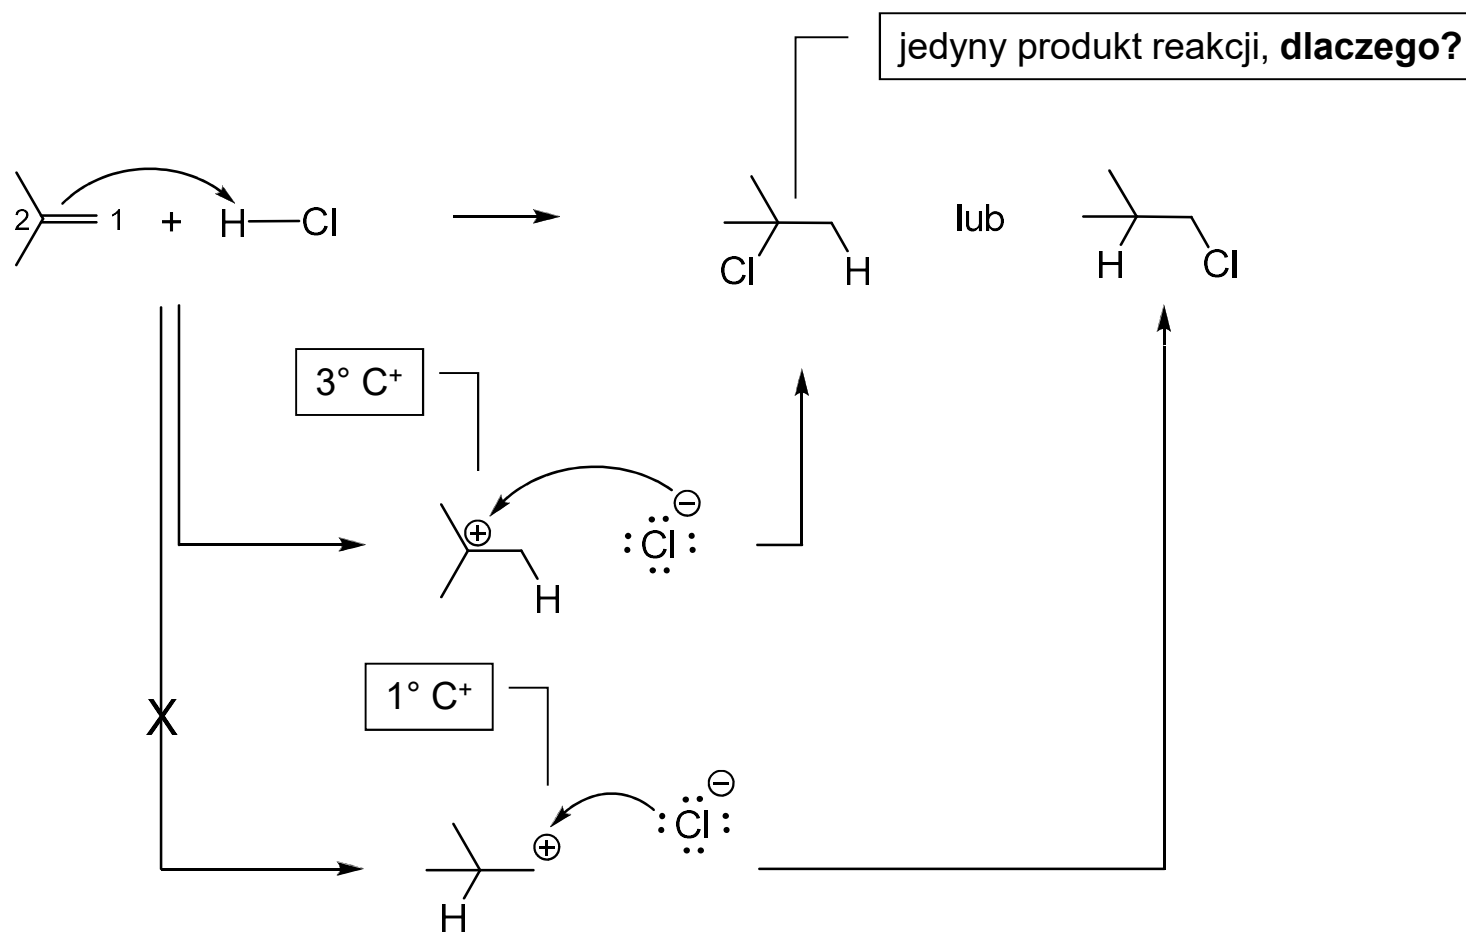 jedyny produkt reakcji, dlaczego?
2 1 + H Cl
Cl H lub H Cl
3° C⁺
+ − Cl
H
1° C⁺
X
+ − Cl
H